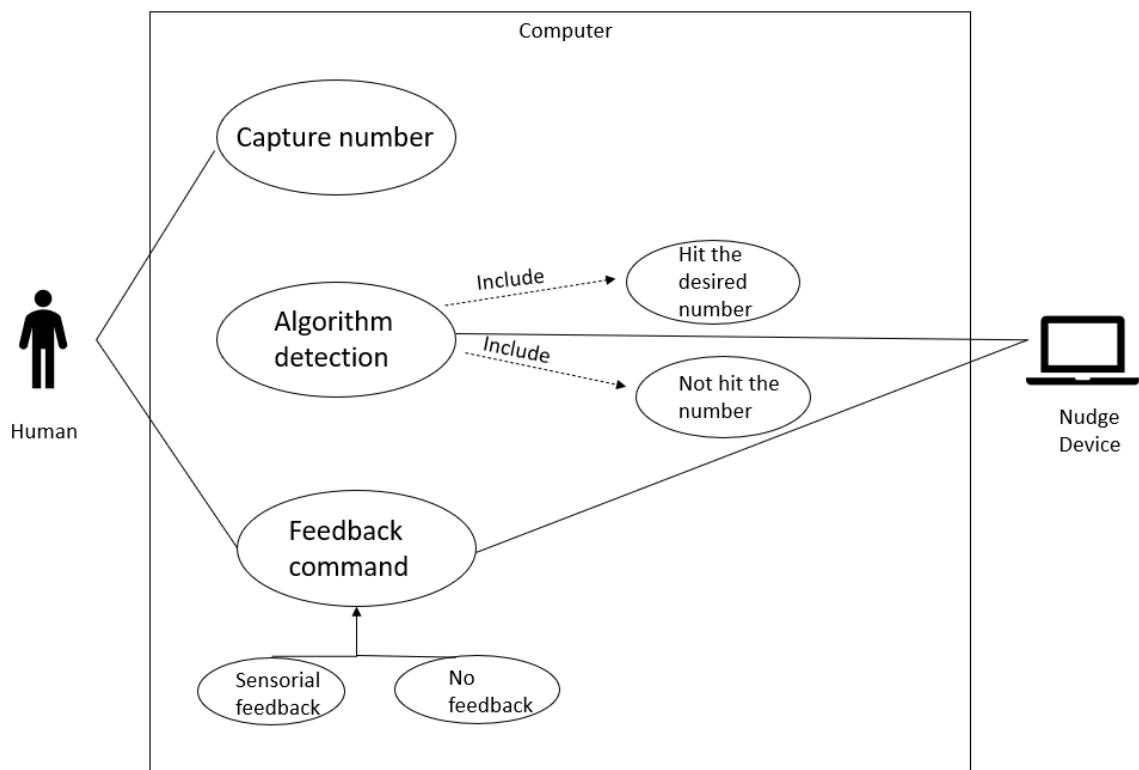 Computer
Capture number
Hit the
desired
number
Include
Algorithm
detection
Include
Not hit the
number
Human
Nudge
Device
Feedback
command
Sensorial
feedback
No
feedback